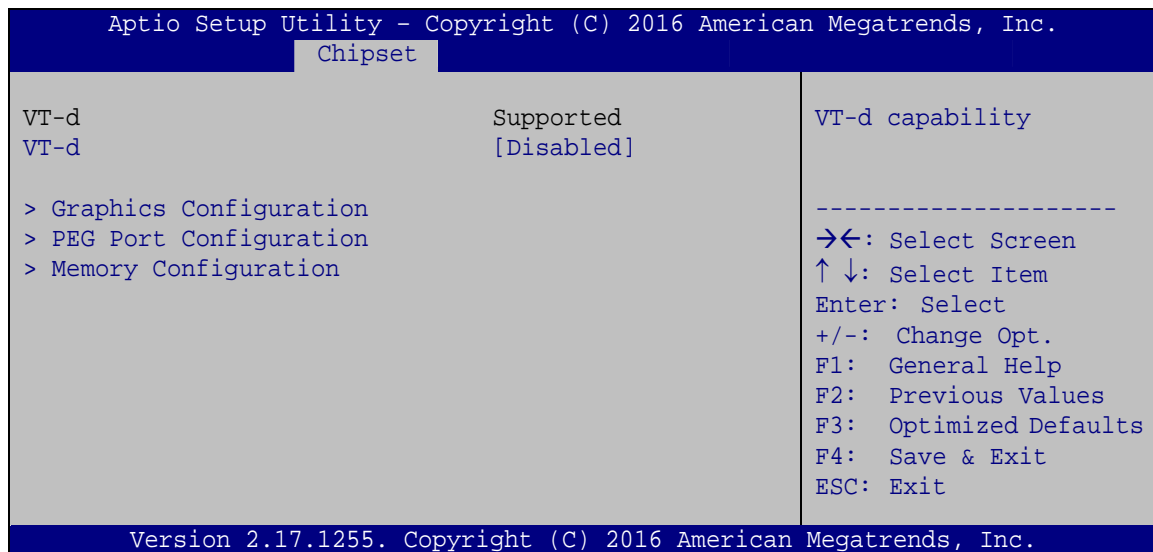 Aptio Setup Utility – Copyright (C) 2016 American Megatrends, Inc.
Chipset
VT-d Supported
VT-d [Disabled]
> Graphics Configuration
> PEG Port Configuration
> Memory Configuration
VT-d capability
---------------------
→←: Select Screen
↑ ↓: Select Item
Enter: Select
+/-: Change Opt.
F1: General Help
F2: Previous Values
F3: Optimized Defaults
F4: Save & Exit
ESC: Exit
Version 2.17.1255. Copyright (C) 2016 American Megatrends, Inc.